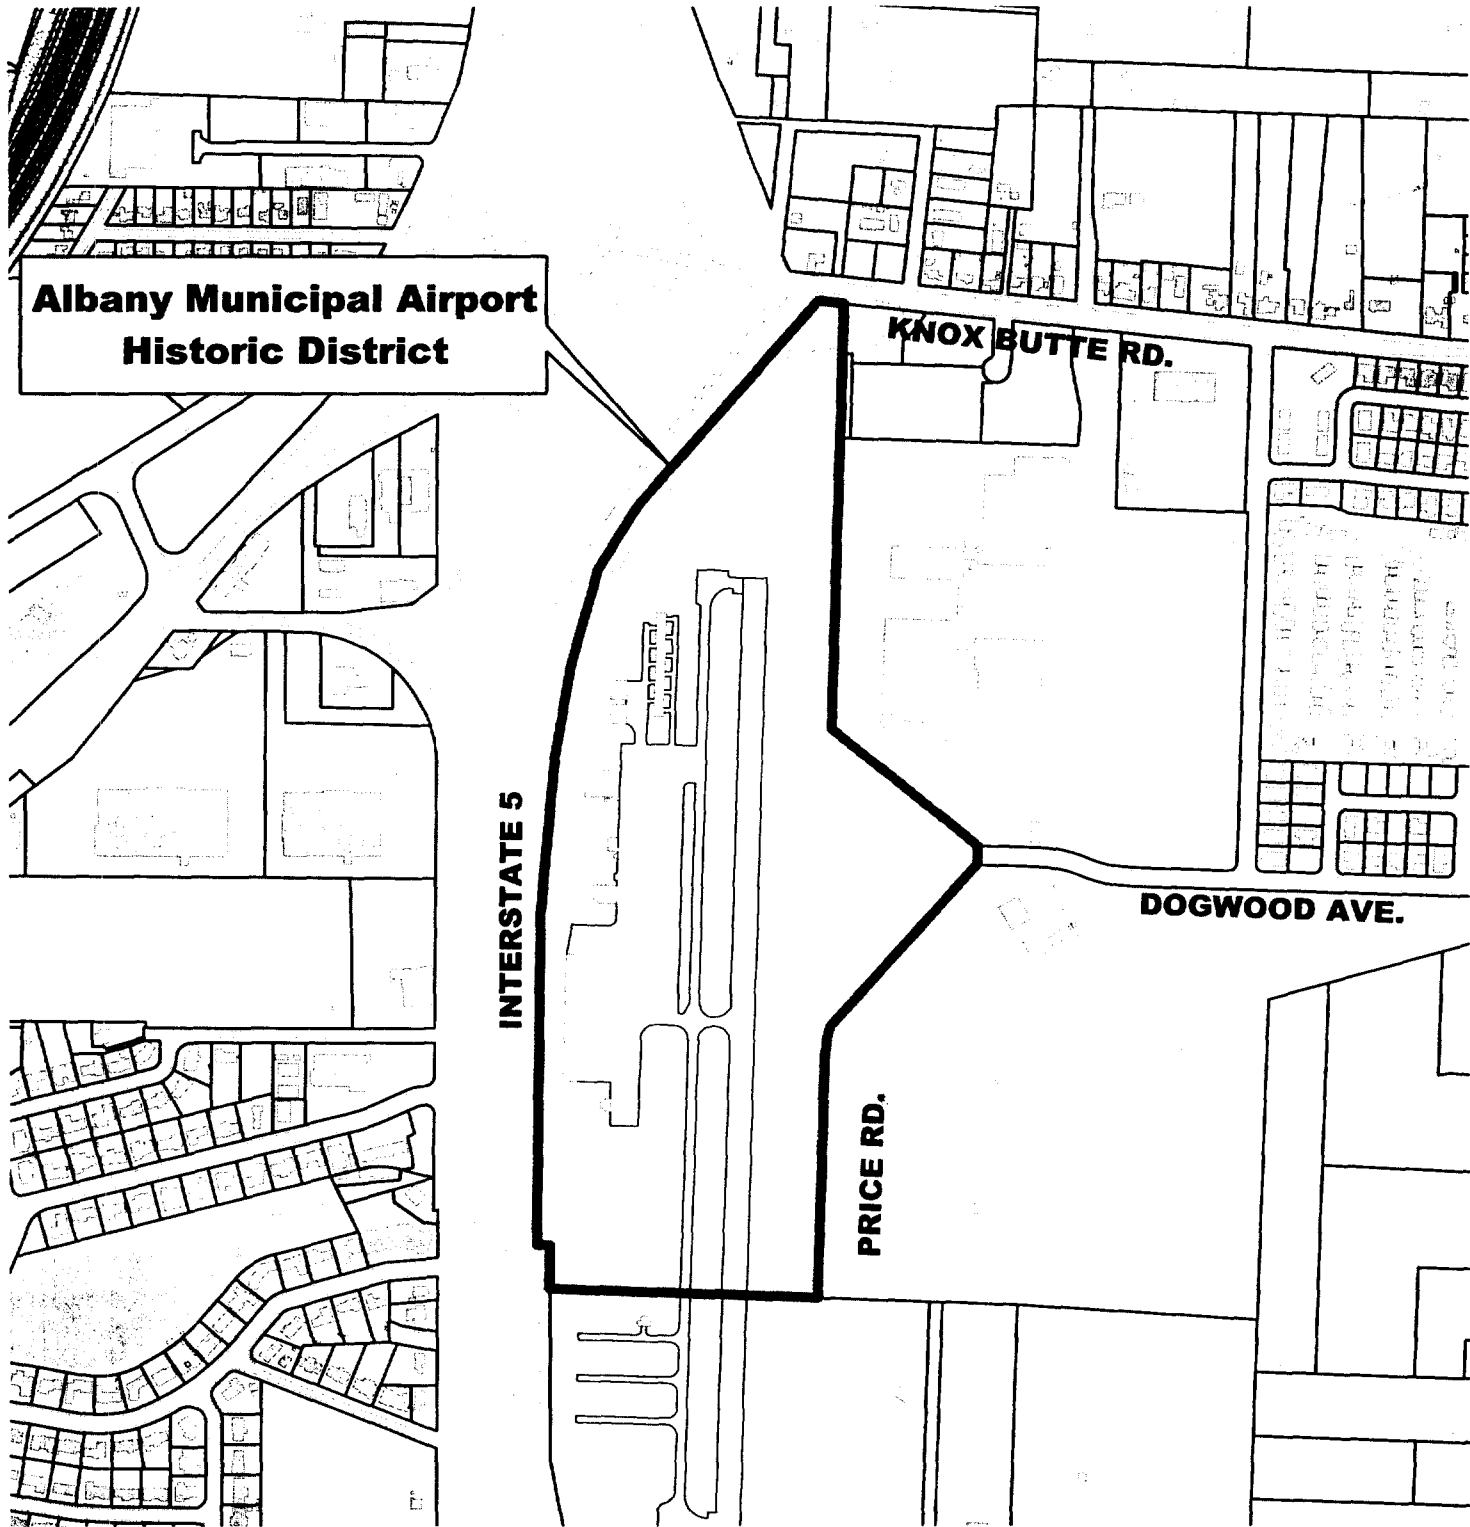 Albany Municipal Airport
Historic District
KNOX BUTTE RD.
INTERSTATE 5
DOGWOOD AVE.
PRICE RD.